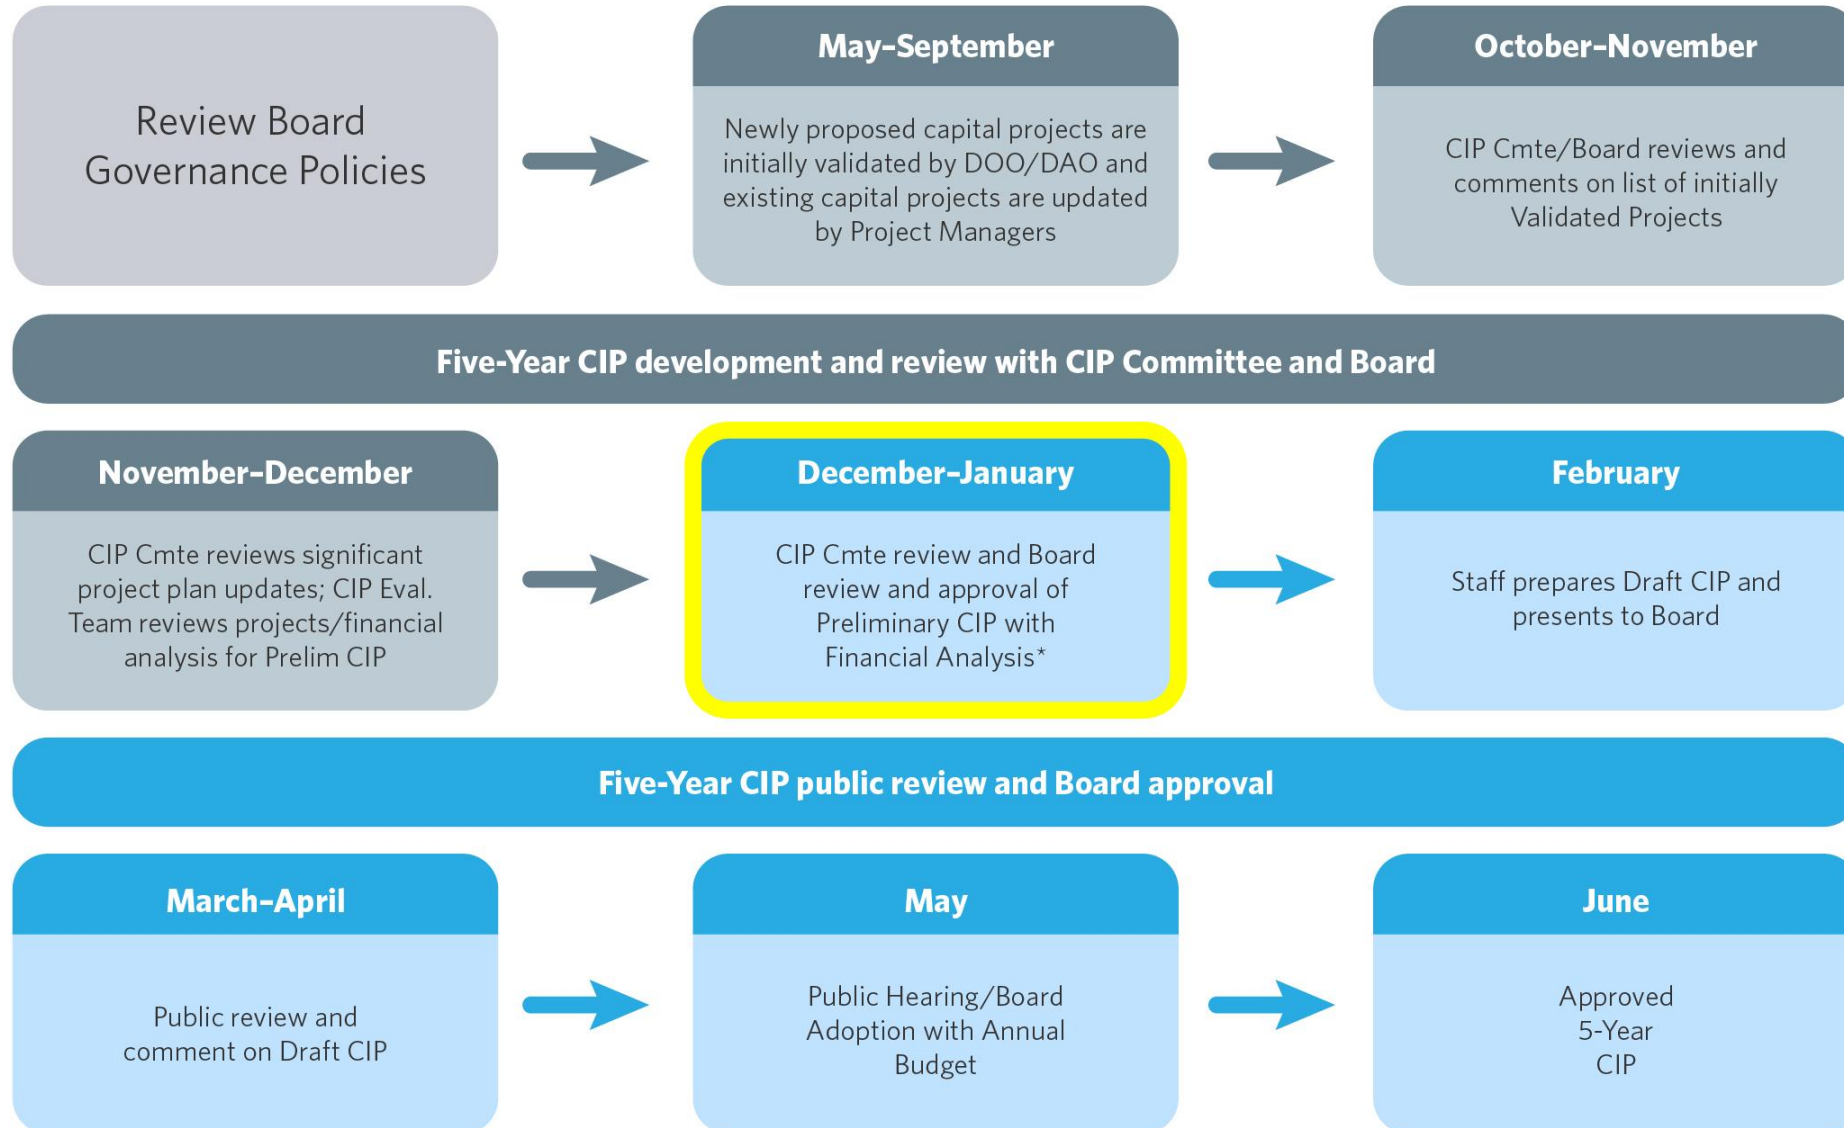 Review Board
Governance Policies
May–September
Newly proposed capital projects are
initially validated by DOO/DAO and
existing capital projects are updated
by Project Managers
October–November
CIP Cmte/Board reviews and
comments on list of initially
Validated Projects
Five-Year CIP development and review with CIP Committee and Board
November–December
CIP Cmte reviews significant
project plan updates; CIP Eval.
Team reviews projects/financial
analysis for Prelim CIP
December–January
CIP Cmte review and Board
review and approval of
Preliminary CIP with
Financial Analysis*
February
Staff prepares Draft CIP and
presents to Board
Five-Year CIP public review and Board approval
March–April
Public review and
comment on Draft CIP
May
Public Hearing/Board
Adoption with Annual
Budget
June
Approved
5-Year
CIP